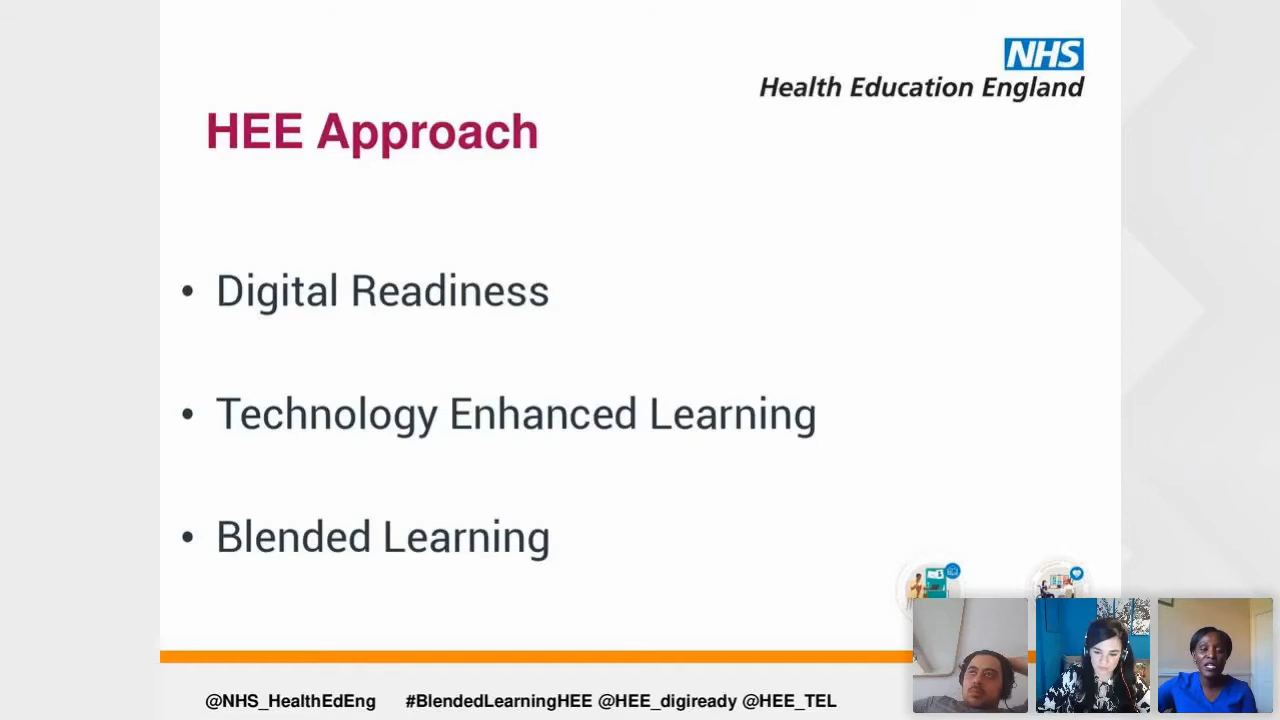 NHS
Health Education England
HEE Approach
• Digital Readiness
• Technology Enhanced Learning
• Blended Learning
@NHS_HealthEdEng #BlendedLearningHEE @HEE_digiready @HEE_TEL